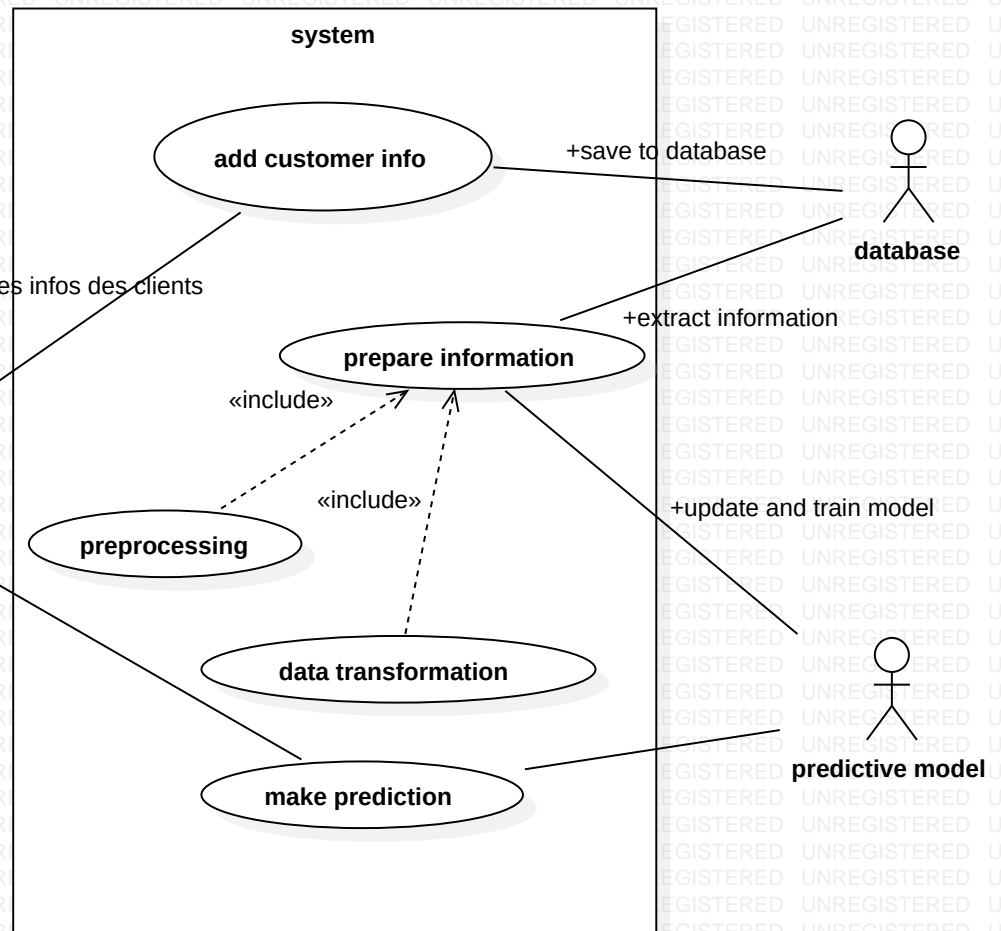 system
add customer info
+save to database
database
es infos des clients
+extract information
prepare information
«include»
«include»
+update and train model
preprocessing
data transformation
predictive model
make prediction
UNREGISTERED